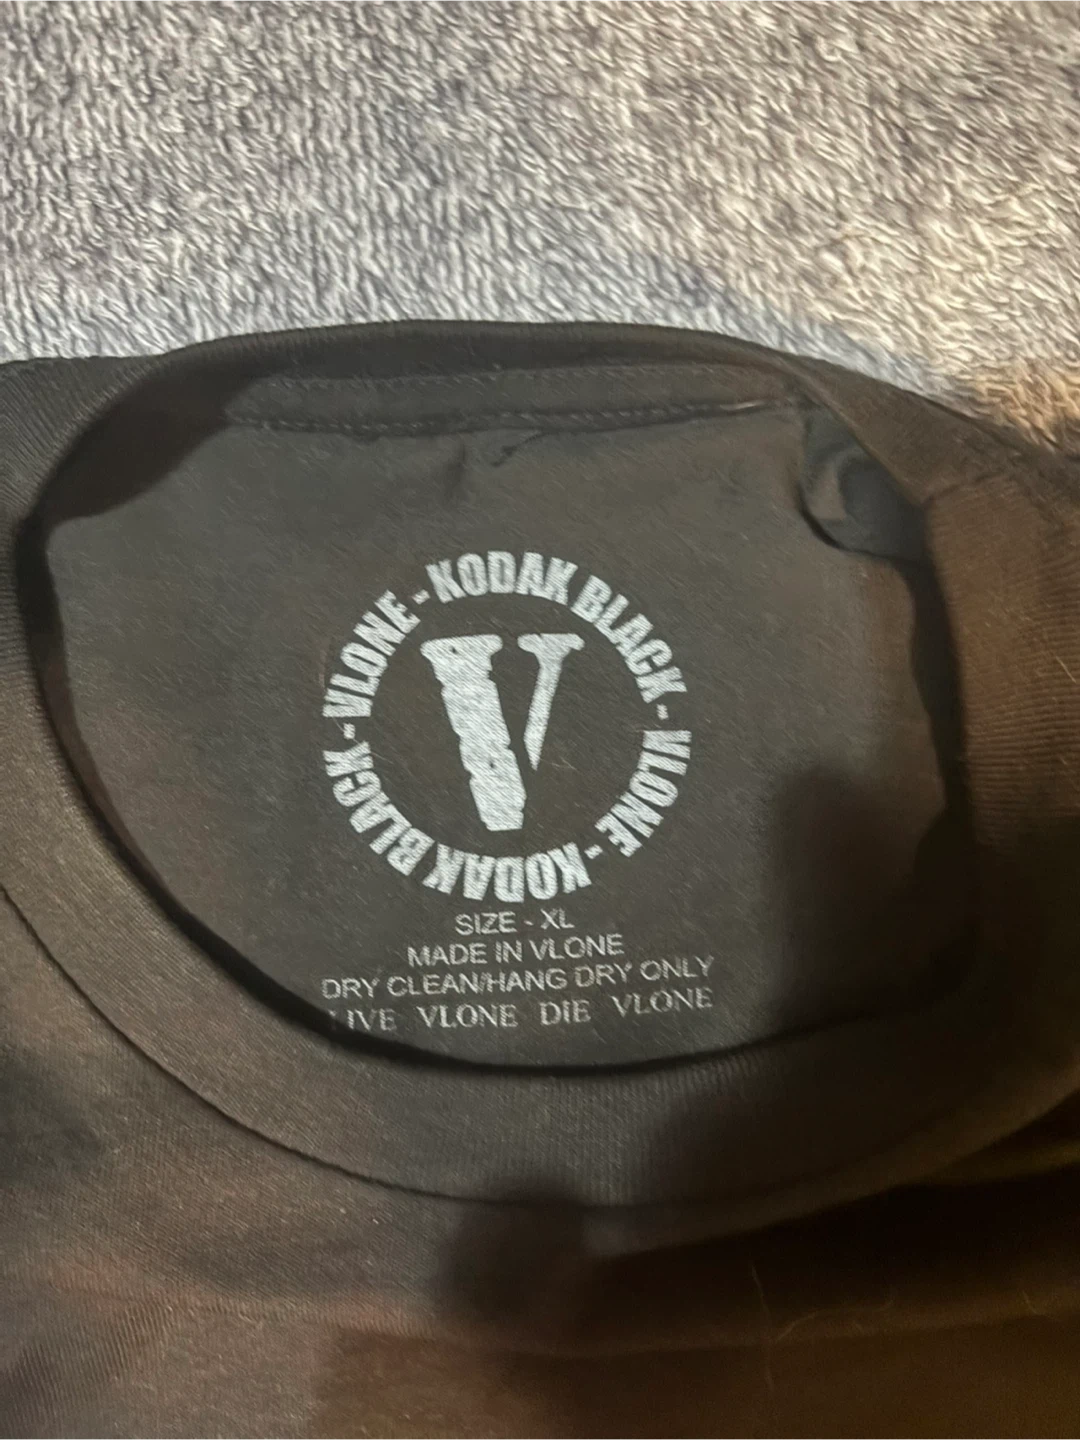 KODAK BLACK - VLONE - KODAK BLACK - VLONE -
V
SIZE - XL
MADE IN VLONE
DRY CLEAN/HANG DRY ONLY
LIVE VLONE DIE VLONE